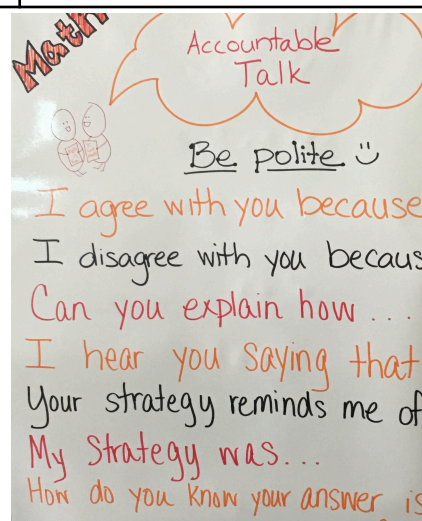 Math
Accountable
Talk
Be polite
I agree with you because
I disagree with you becaus
Can you explain how ...
I hear you saying that
Your strategy reminds me of
My Strategy was...
How do you know your answer is